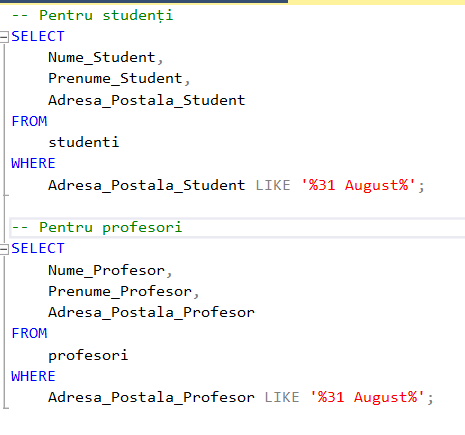 -- Pentru studenți
SELECT
Nume_Student,
Prenume_Student,
Adresa_Postala_Student
FROM
studenti
WHERE
Adresa_Postala_Student LIKE '%31 August%';
-- Pentru profesori
SELECT
Nume_Profesor,
Prenume_Profesor,
Adresa_Postala_Profesor
FROM
profesori
WHERE
Adresa_Postala_Profesor LIKE '%31 August%';